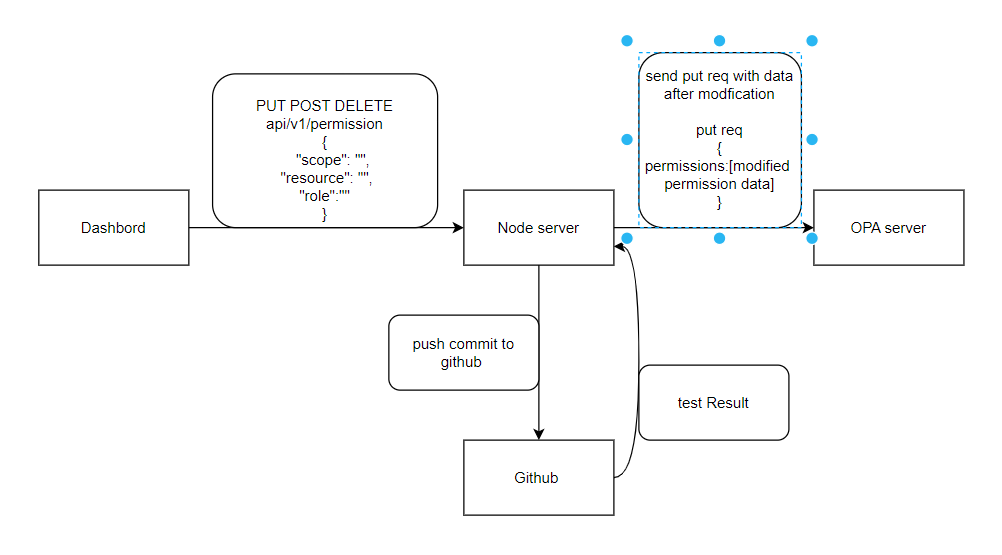 PUT POST DELETE
api/v1/permission
{
"scope": "",
"resource": "",
"role":""
}
send put req with data
after modfication
put req
{
permissions:[modified
permission data]
}
Dashbord
Node server
OPA server
push commit to
github
test Result
Github